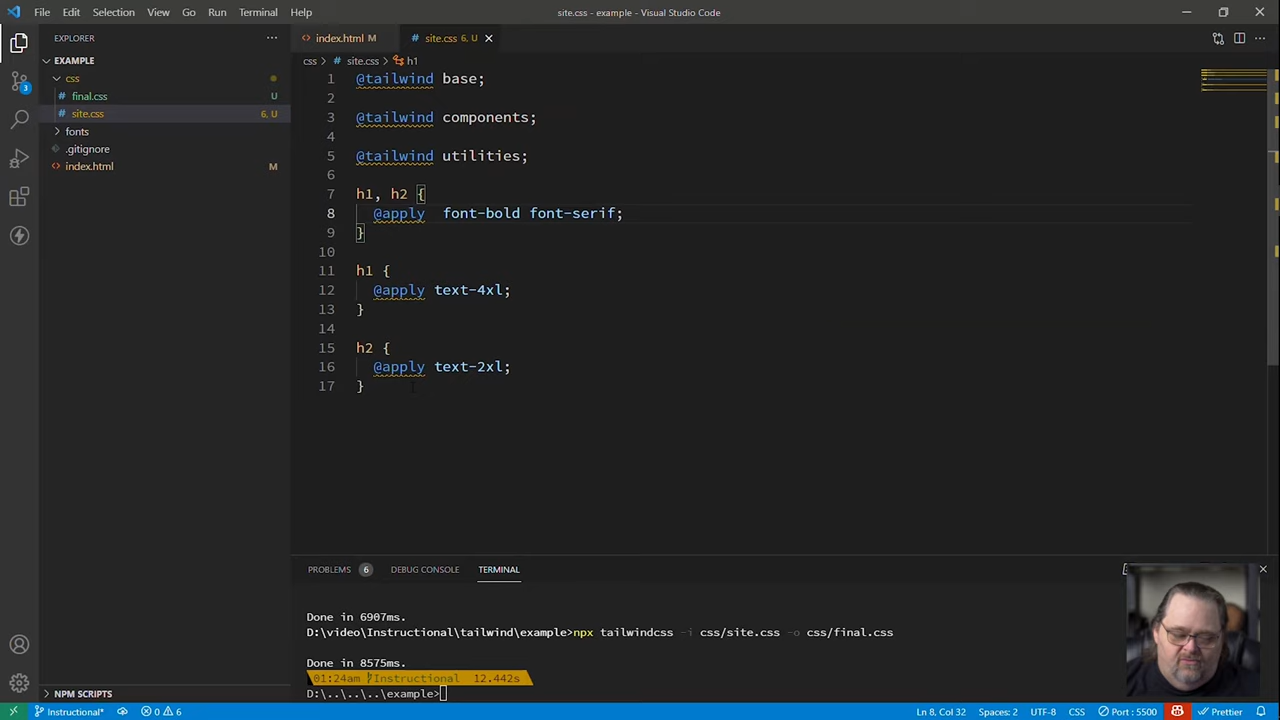 File Edit Selection View Go Run Terminal Help
site.css - example - Visual Studio Code
EXPLORER
EXAMPLE
css
# final.css U
# site.css 6, U
fonts
.gitignore
index.html M
NPM SCRIPTS
index.html M
# site.css 6, U
css > # site.css > h1
1 @tailwind base;
2
3 @tailwind components;
4
5 @tailwind utilities;
6
7 h1, h2 {
8 @apply  font-bold font-serif;
9 }
10
11 h1 {
12 @apply text-4xl;
13 }
14
15 h2 {
16 @apply text-2xl;
17 }
PROBLEMS 6 DEBUG CONSOLE TERMINAL
Done in 6907ms.
D:\video\Instructional\tailwind\example>npx tailwindcss -i css/site.css -o css/final.css
Done in 8575ms.
01:24am /Instructional 12.442s
D:\..\..\..\example>
3
Instructional* 0 6 Ln 8, Col 32 Spaces: 2 UTF-8 CSS Port : 5500 Prettier